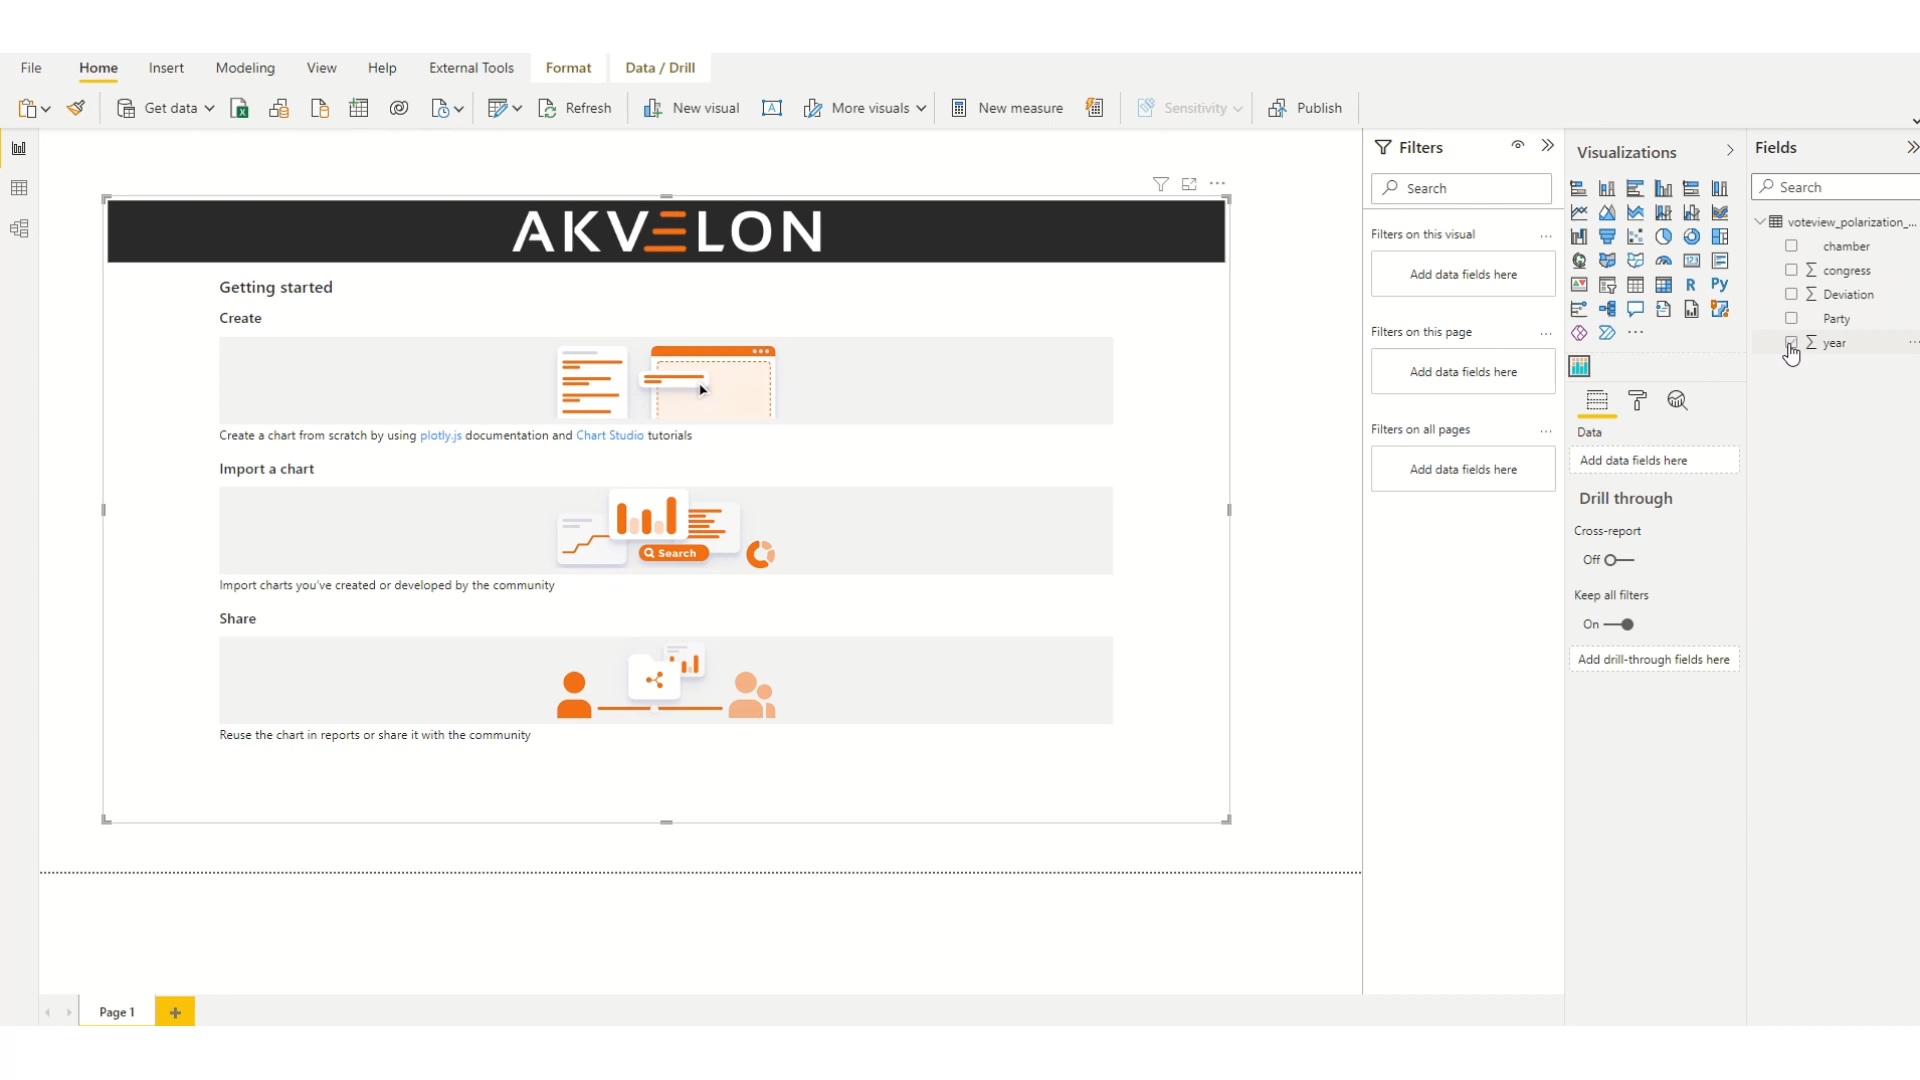 File Home Insert Modeling View Help External Tools Format Data / Drill
Get data Refresh New visual More visuals New measure Sensitivity Publish
Filters
Search
Filters on this visual
Add data fields here
Filters on this page
Add data fields here
Filters on all pages
Add data fields here
Visualizations
R Py
Data
Add data fields here
Drill through
Cross-report
Off
Keep all filters
On
Add drill-through fields here
Fields
Search
voteview_polarization_...
chamber
congress
Deviation
Party
year
AKVELON
Getting started
Create
Create a chart from scratch by using plotly.js documentation and Chart Studio tutorials
Import a chart
Search
Import charts you've created or developed by the community
Share
Reuse the chart in reports or share it with the community
Page 1